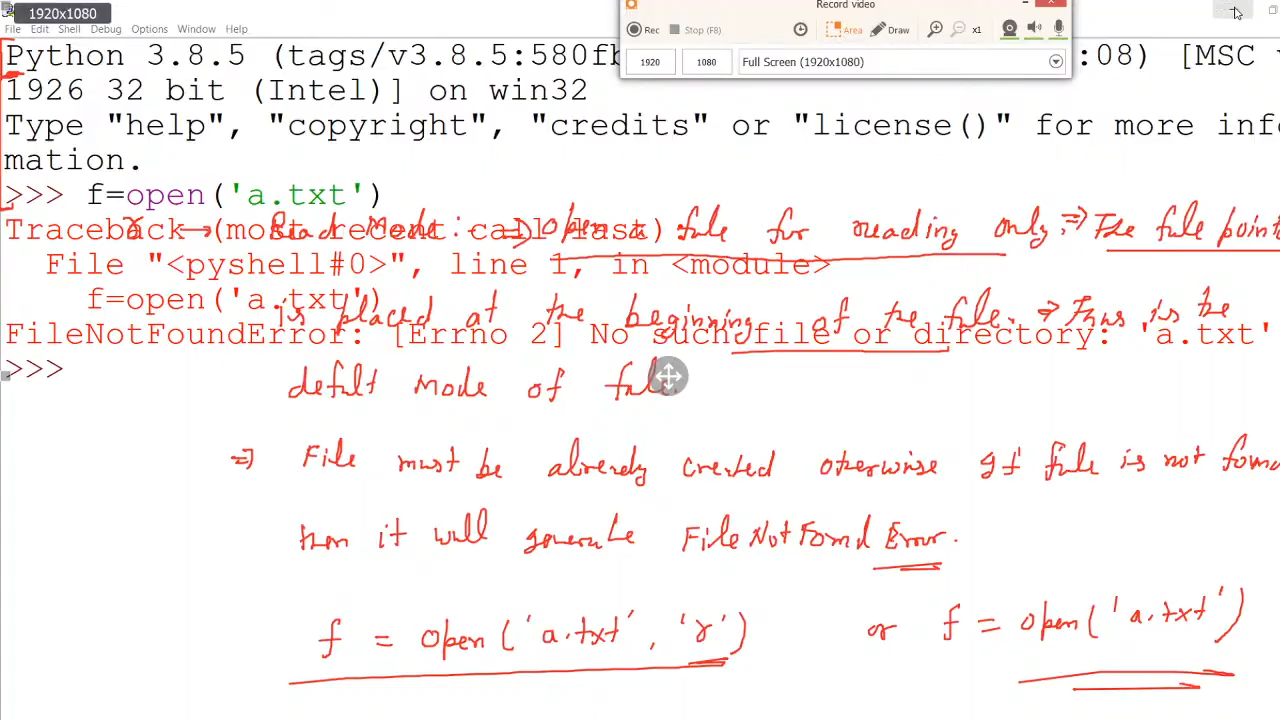 1920x1080
Record video
File Edit Shell Debug Options Window Help
Rec Stop (F8) Area Draw x1
1920 1080 Full Screen (1920x1080)
Python 3.8.5 (tags/v3.8.5:580fb :08) [MSC
1926 32 bit (Intel)] on win32
Type "help", "copyright", "credits" or "license()" for more infor
mation.
>>> f=open('a.txt')
Traceback (most recent call last):
r → Read Mode :- ⇒ open a file for reading only. ⇒ The file pointe
File "<pyshell#0>", line 1, in <module>
f=open('a.txt')
is placed at the beginning of the file. ⇒ This is the
FileNotFoundError: [Errno 2] No such file or directory: 'a.txt'
>>>
defult mode of file.
⇒ File must be already created oterwise If file is not found
then it will generate FileNotFound Error.
f = open('a.txt', 'r') or f = open('a.txt')